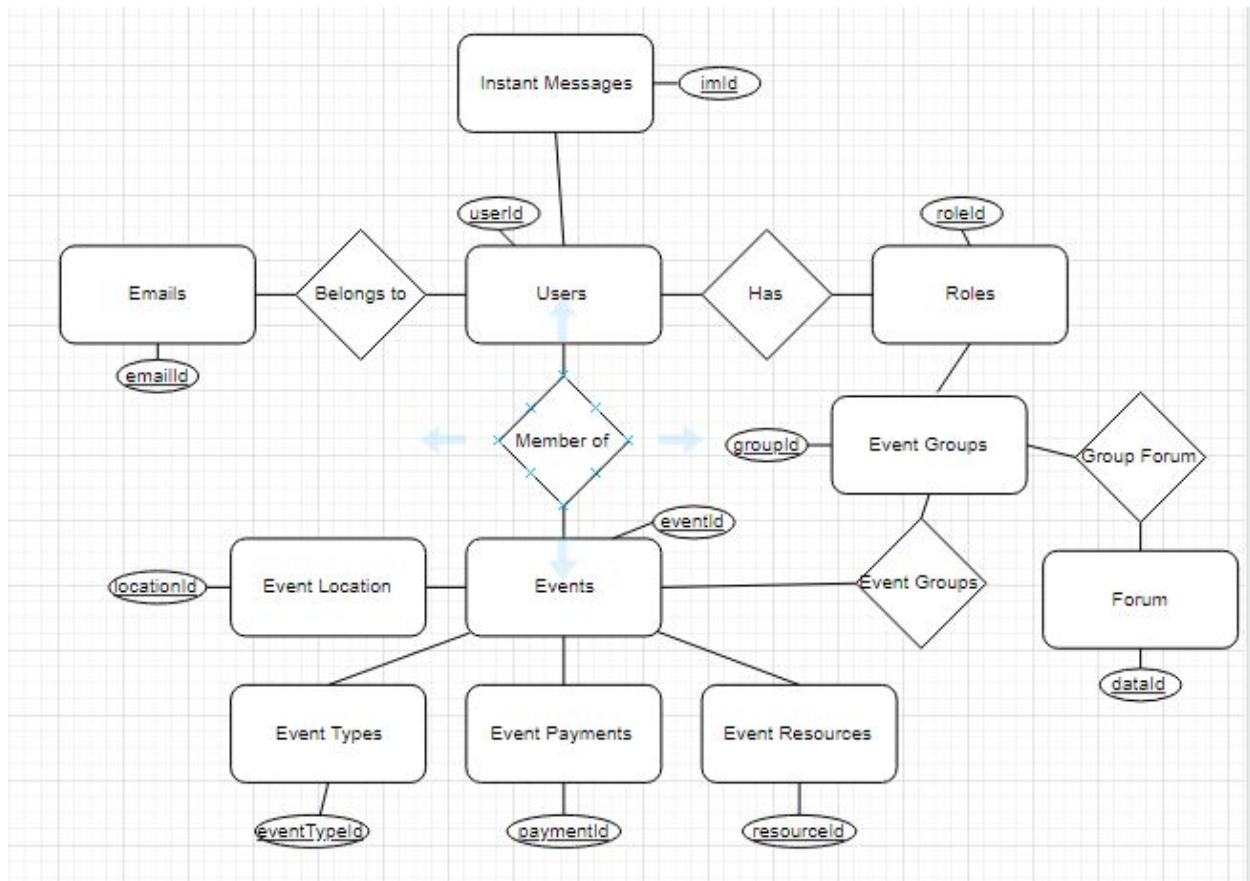 Instant Messages
imId
userId
roleId
Emails
Belongs to
Users
Has
Roles
emailId
Member of
groupId
Event Groups
Group Forum
eventId
locationId
Event Location
Events
Event Groups
Forum
dataId
Event Types
Event Payments
Event Resources
eventTypeId
paymentId
resourceId